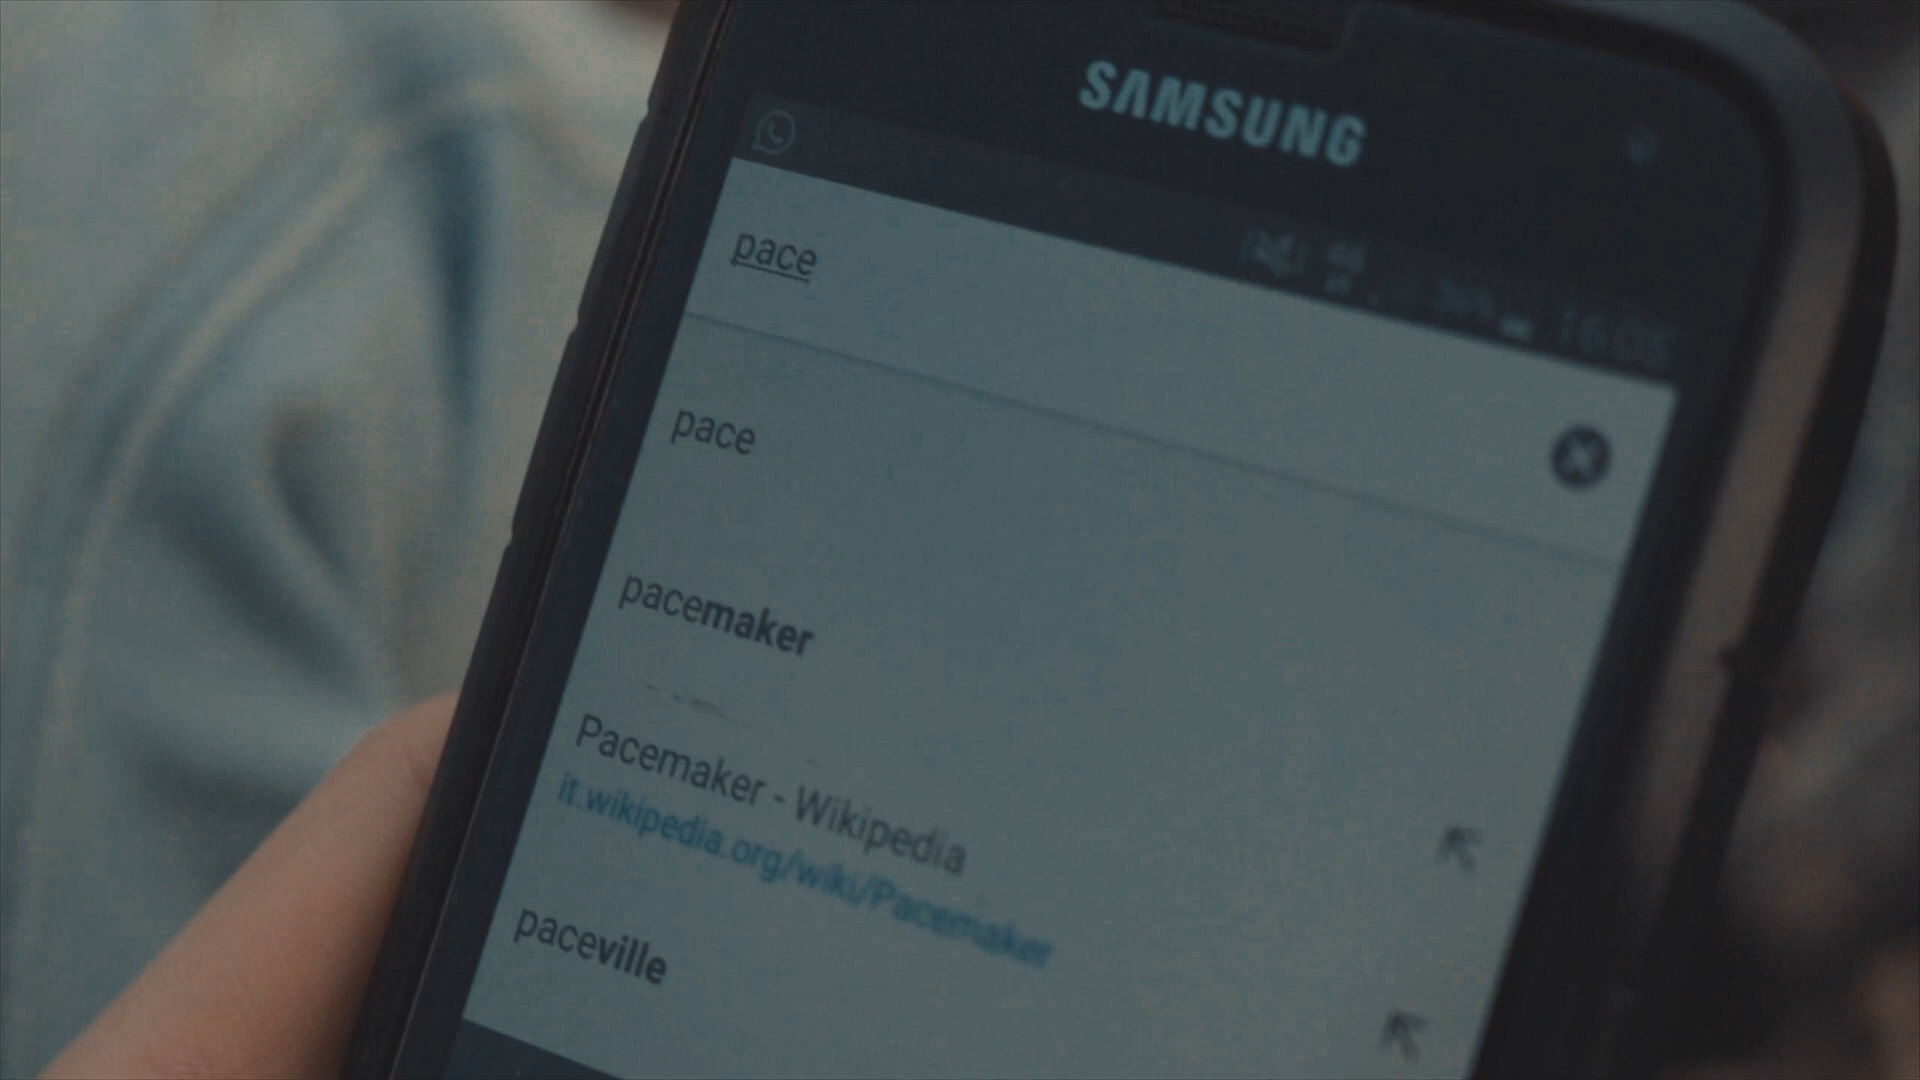 SAMSUNG
pace
pace
pacemaker
Pacemaker - Wikipedia
it.wikipedia.org/wiki/Pacemaker
paceville